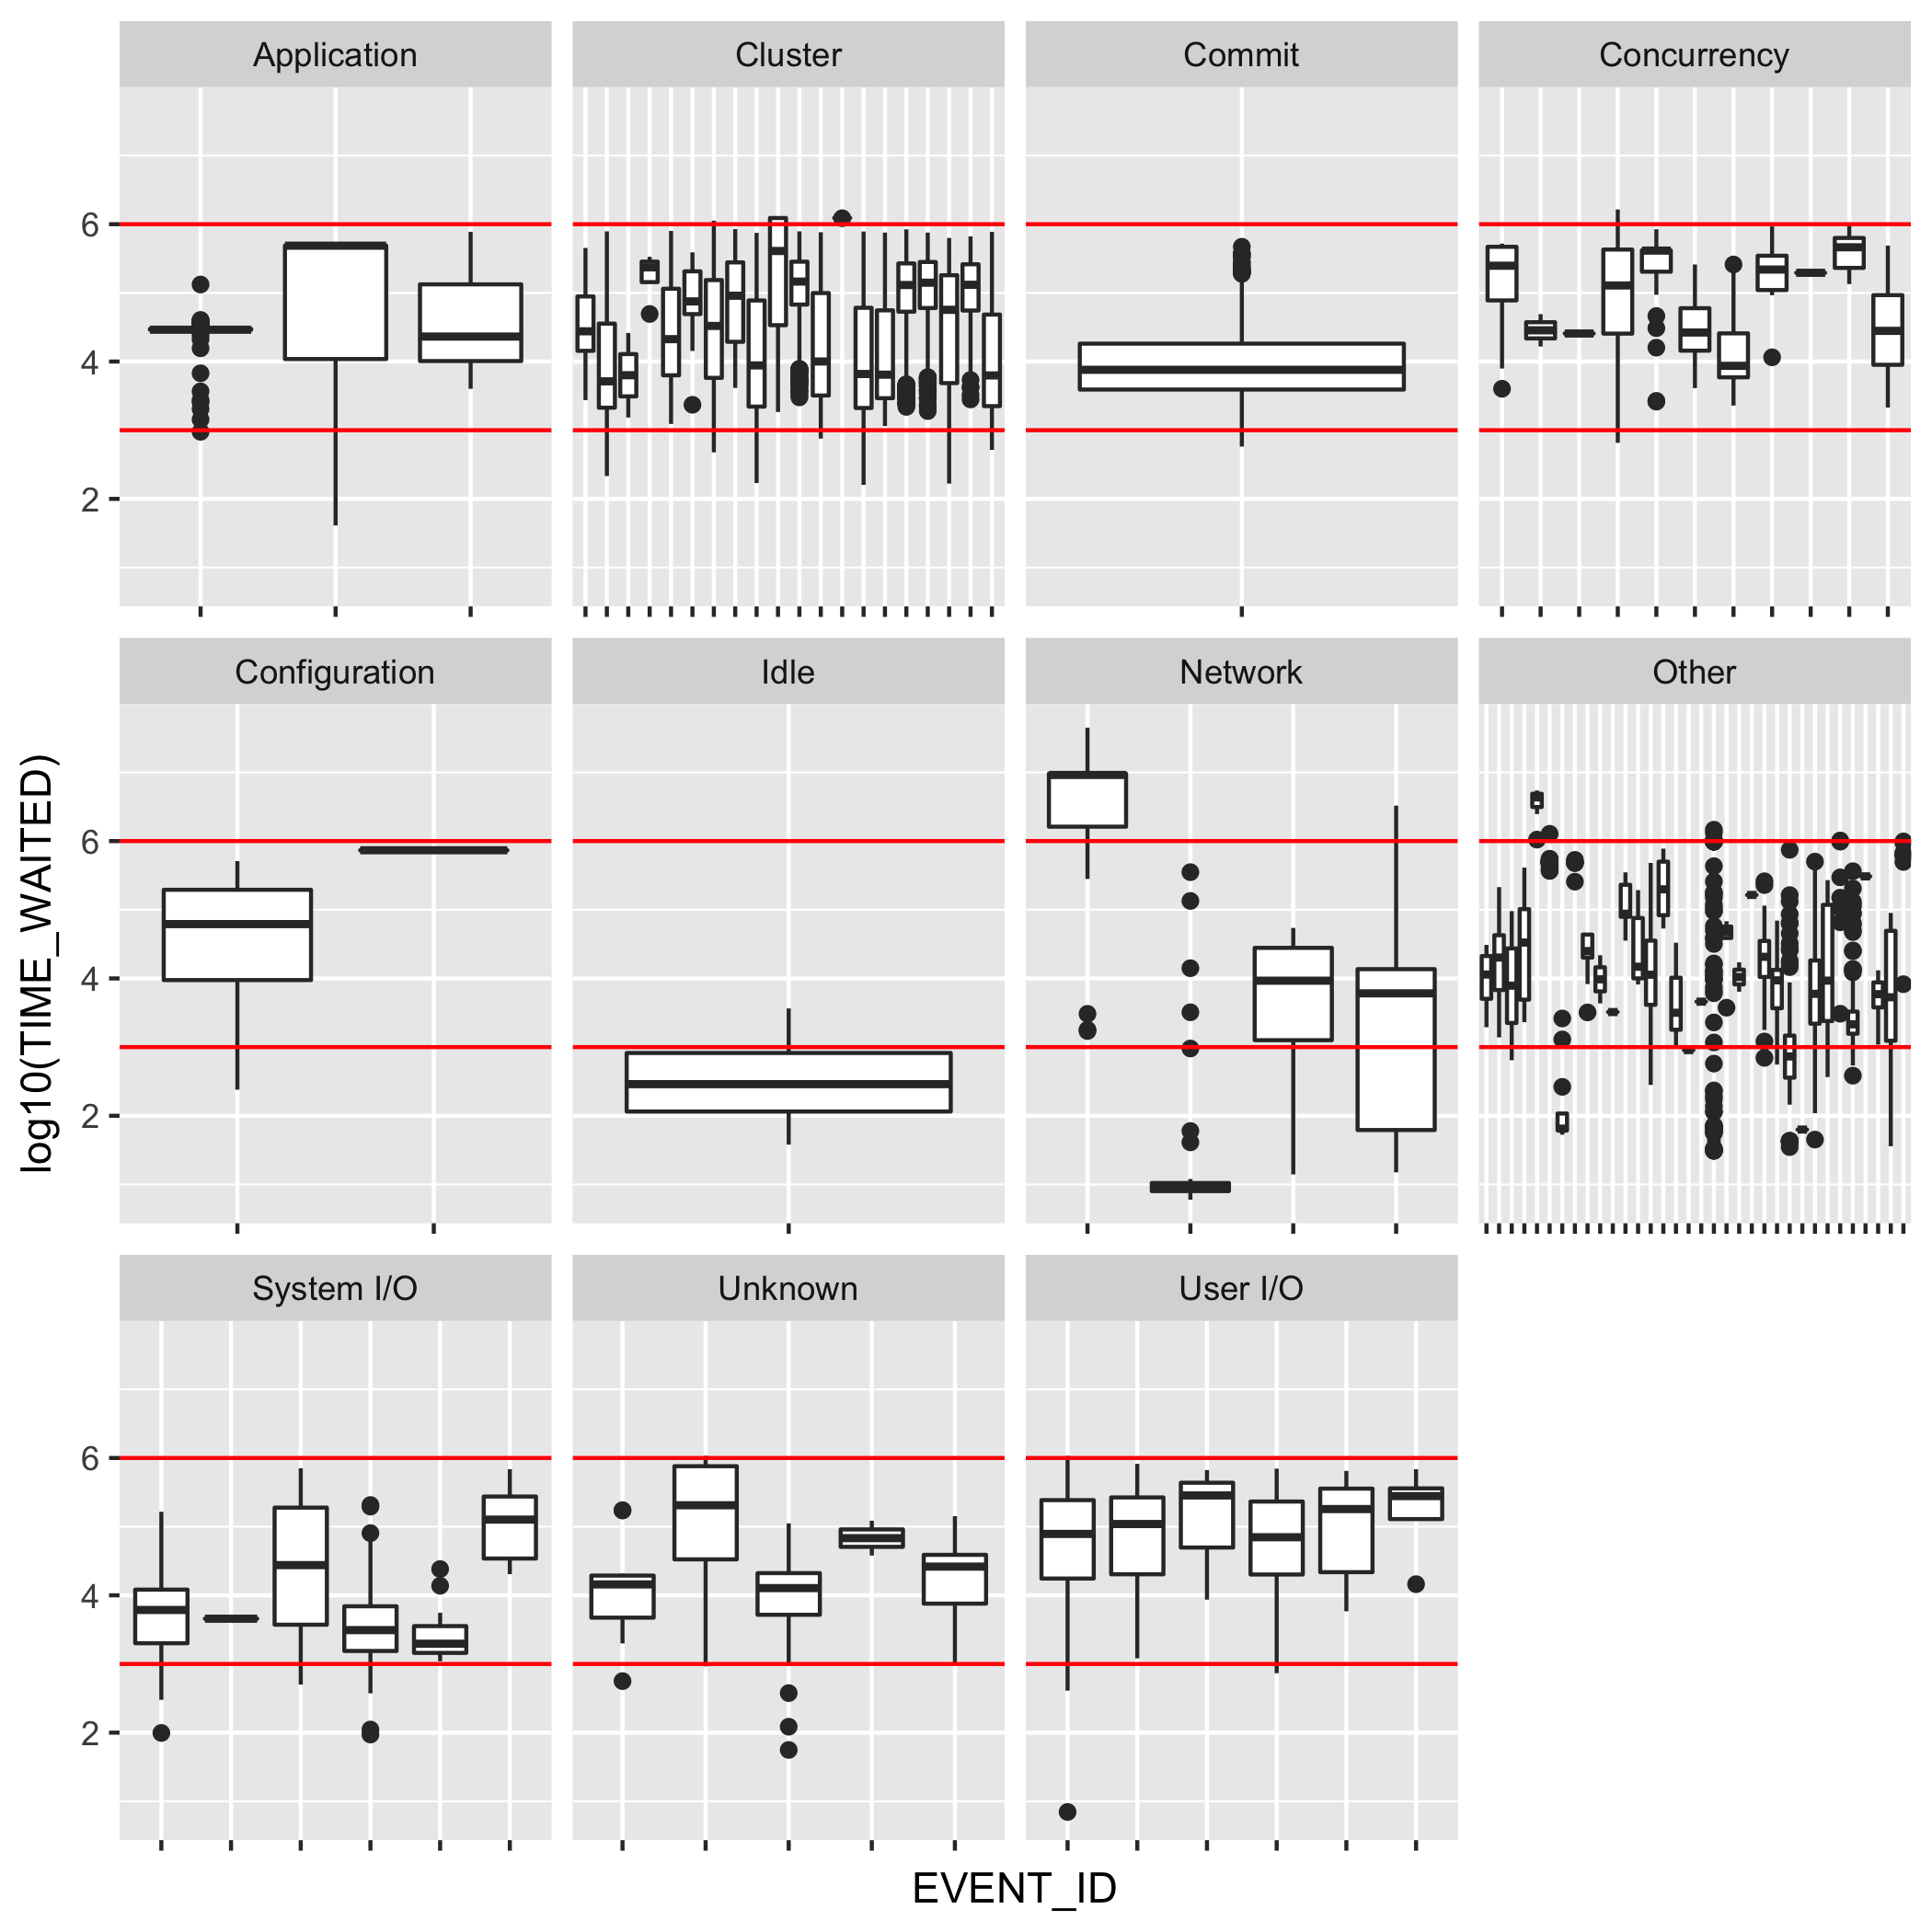 Application
Cluster
Commit
Concurrency
6
4
2
Configuration
Idle
Network
Other
6
4
2
System I/O
Unknown
User I/O
6
4
2
log10(TIME_WAITED)
EVENT_ID